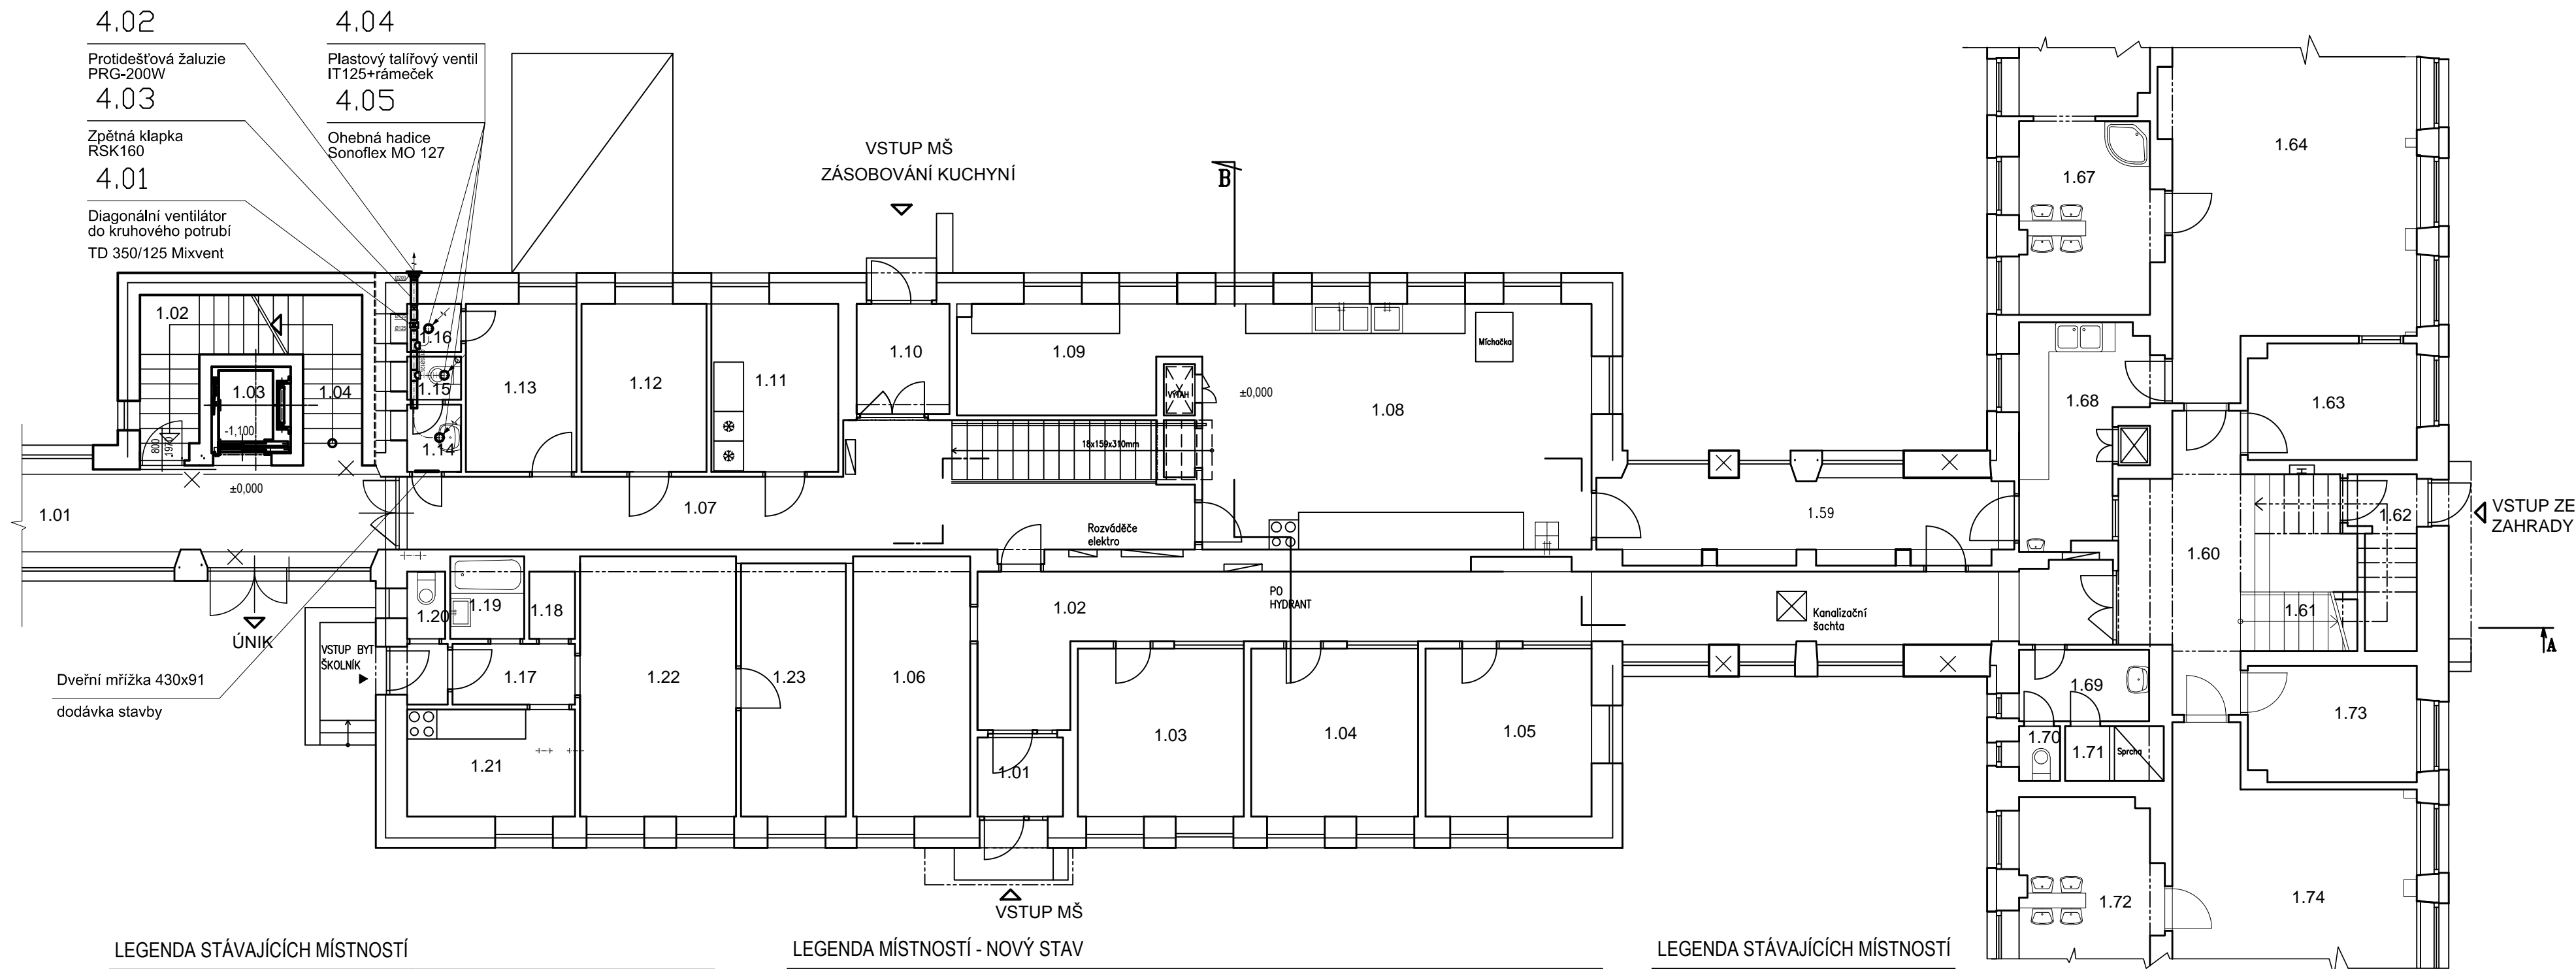 4.02
Protidešťová žaluzie
PRG-200W
4.03
Zpětná klapka
RSK160
4.01
Diagonální ventilátor
do kruhového potrubí
TD 350/125 Mixvent
4.04
Plastový talířový ventil
IT125+rámeček
4.05
Ohebná hadice
Sonoflex MO 127
VSTUP MŠ
ZÁSOBOVÁNÍ KUCHYNÍ
B
1.64
1.67
1.02
1.03
1.04
-1,100
800
1970
±0,000
1.01
1.16
1.15
1.14
1.13
1.12
1.11
1.10
1.09
VÝTAH
±0,000
Míchačka
1.08
18x159x310mm
1.07
Rozváděče
elektro
1.59
1.68
1.63
1.62
1.60
1.61
VSTUP ZE
ZAHRADY
A
ÚNIK
VSTUP BYT
ŠKOLNÍK
1.20
1.19
1.18
1.17
1.21
1.22
1.23
1.06
1.02
PO
HYDRANT
Kanalizační
šachta
1.03
1.04
1.05
1.01
VSTUP MŠ
1.69
1.70
1.71
Sprcha
1.73
1.72
1.74
Dveřní mřížka 430x91
dodávka stavby
LEGENDA STÁVAJÍCÍCH MÍSTNOSTÍ
LEGENDA MÍSTNOSTÍ - NOVÝ STAV
LEGENDA STÁVAJÍCÍCH MÍSTNOSTÍ